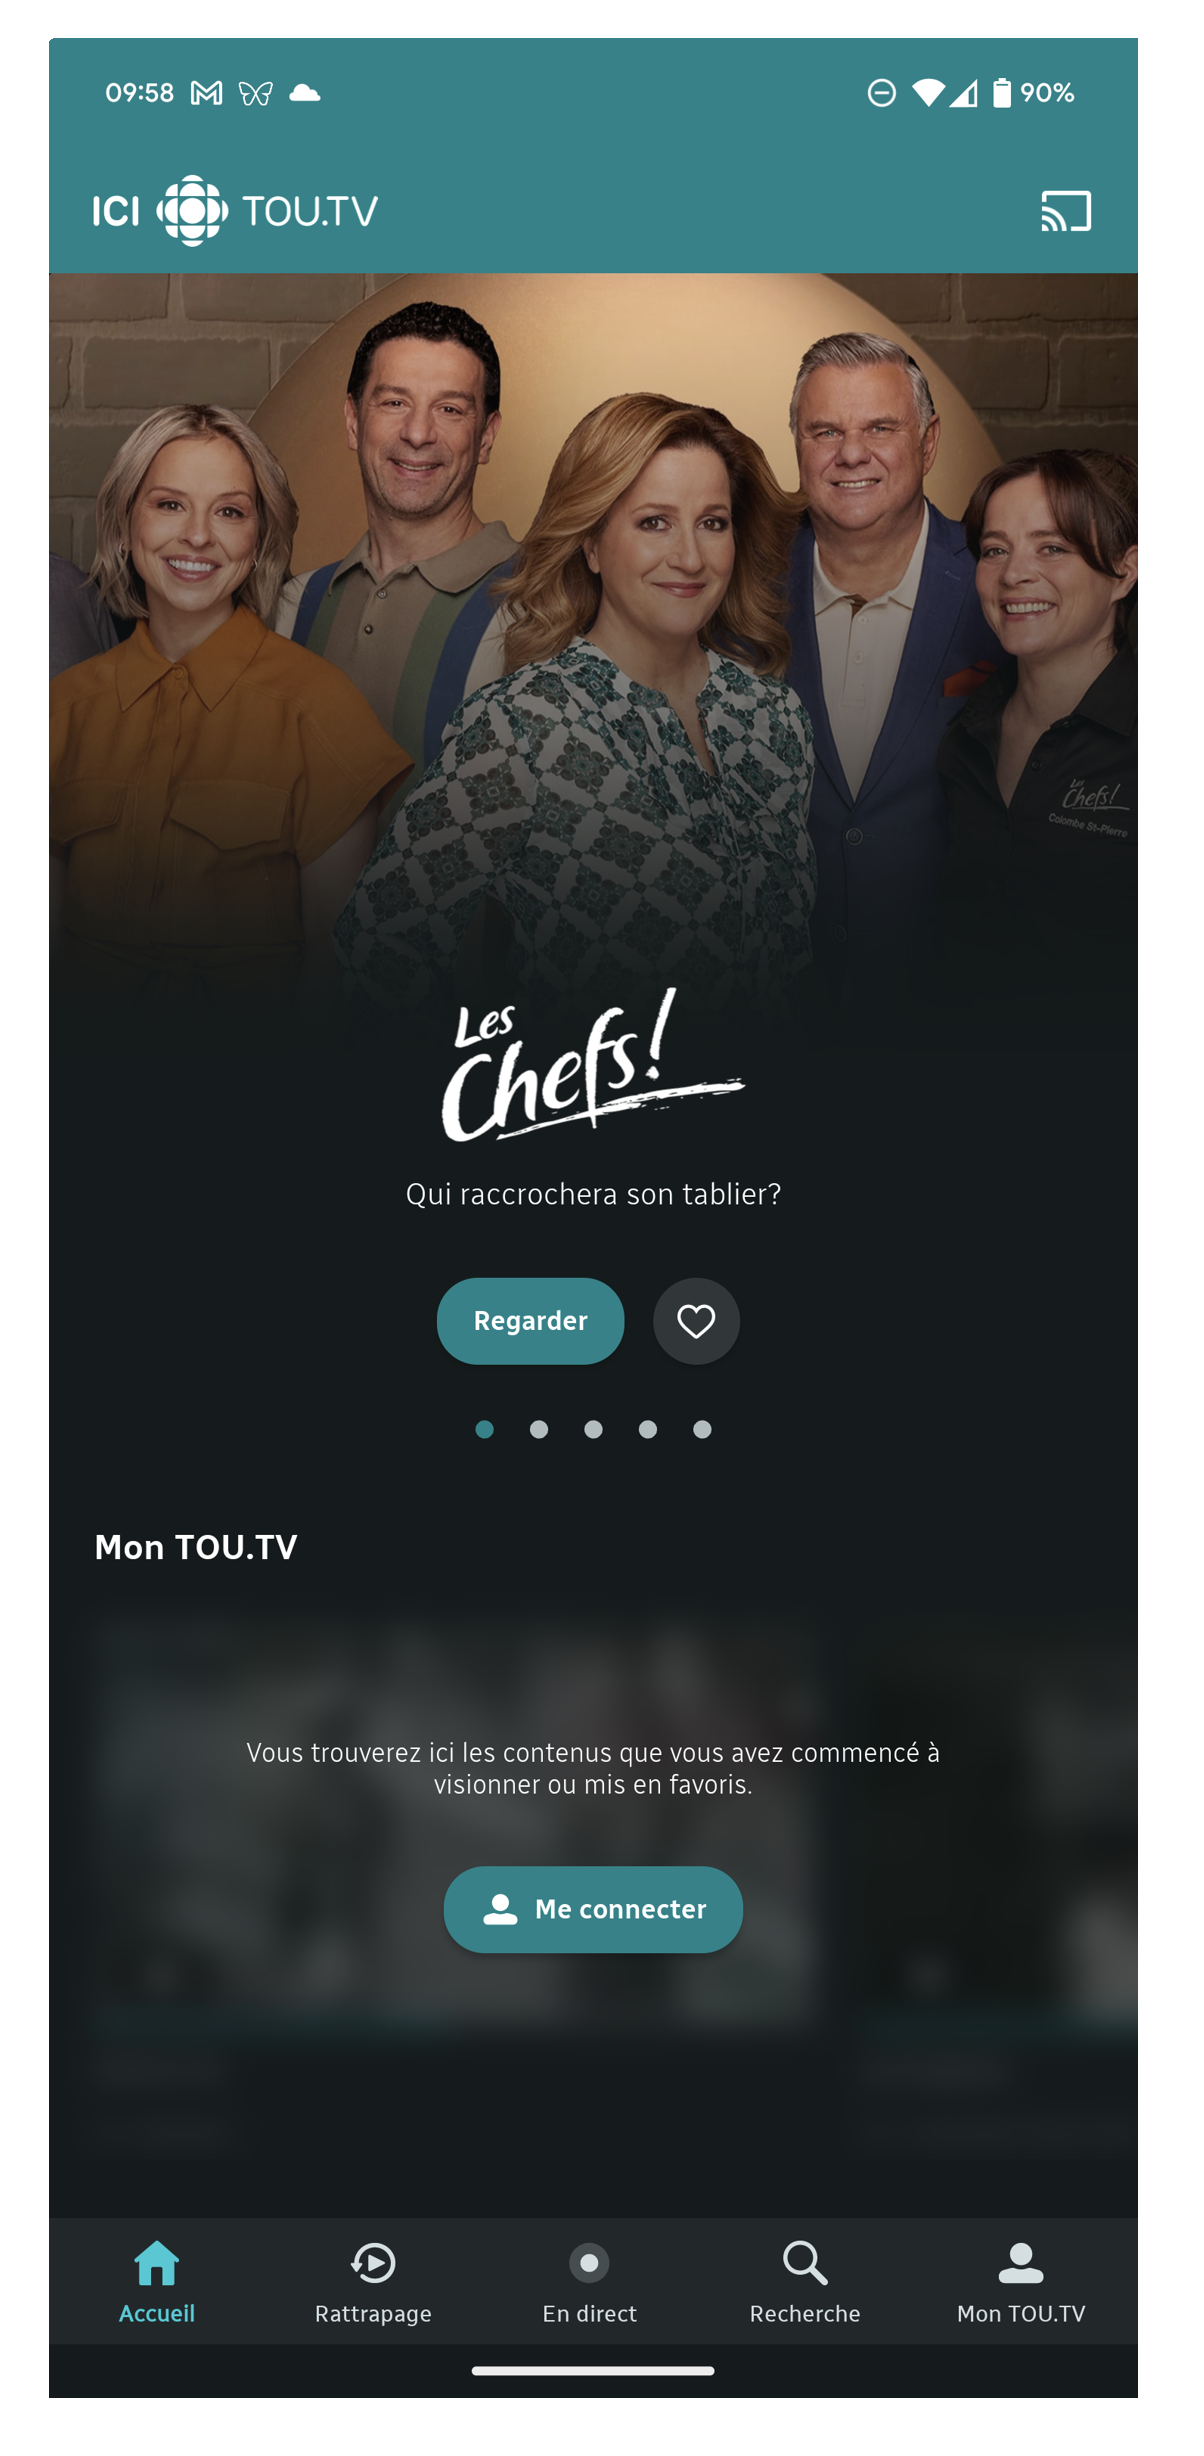 09:58
90%
ICI TOU.TV
Les
Chefs!
Colombe St-Pierre
Les
Chefs!
Qui raccrochera son tablier?
Regarder
Mon TOU.TV
Vous trouverez ici les contenus que vous avez commencé à
visionner ou mis en favoris.
Me connecter
Accueil
Rattrapage
En direct
Recherche
Mon TOU.TV